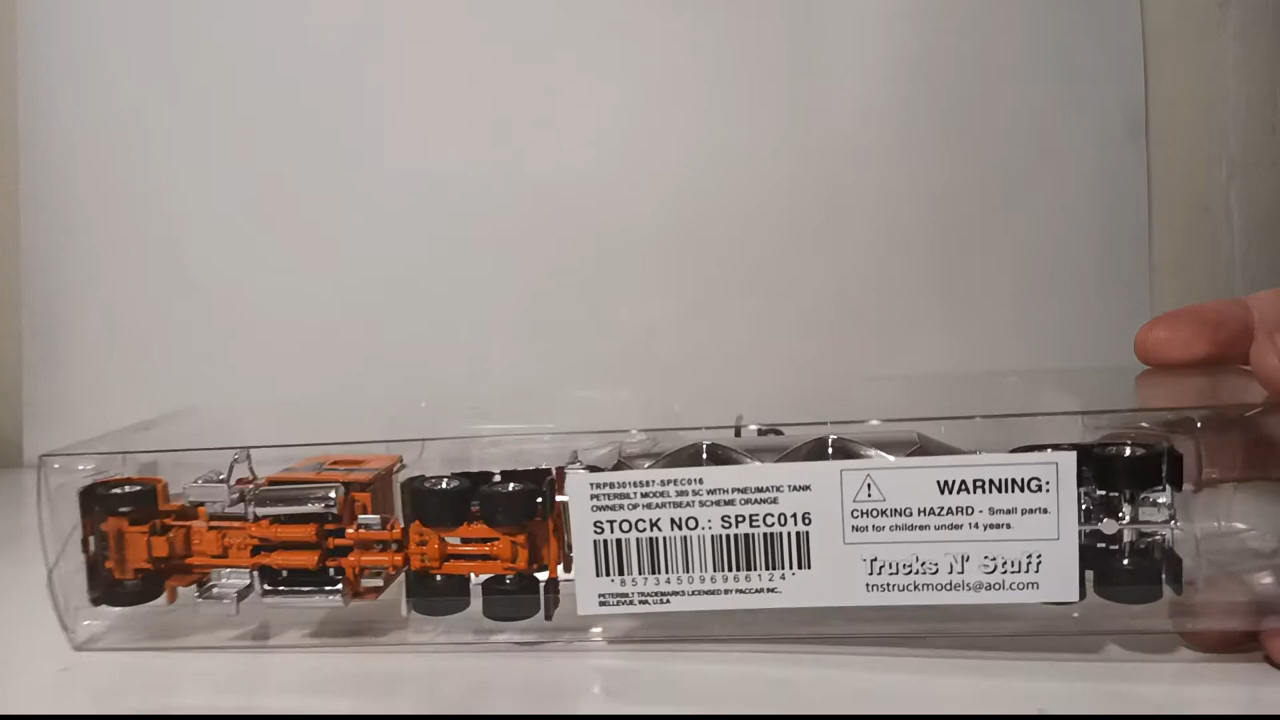 TRPB3016S87-SPEC016
PETERBILT MODEL 389 SC WITH PNEUMATIC TANK
OWNER OP HEARTBEAT SCHEME ORANGE
STOCK NO.: SPEC016
*857345096966124*
PETERBILT TRADEMARKS LICENSED BY PACCAR INC.,
BELLEVUE, WA, U.S.A
WARNING:
CHOKING HAZARD - Small parts.
Not for children under 14 years.
Trucks N' Stuff
tnstruckmodels@aol.com